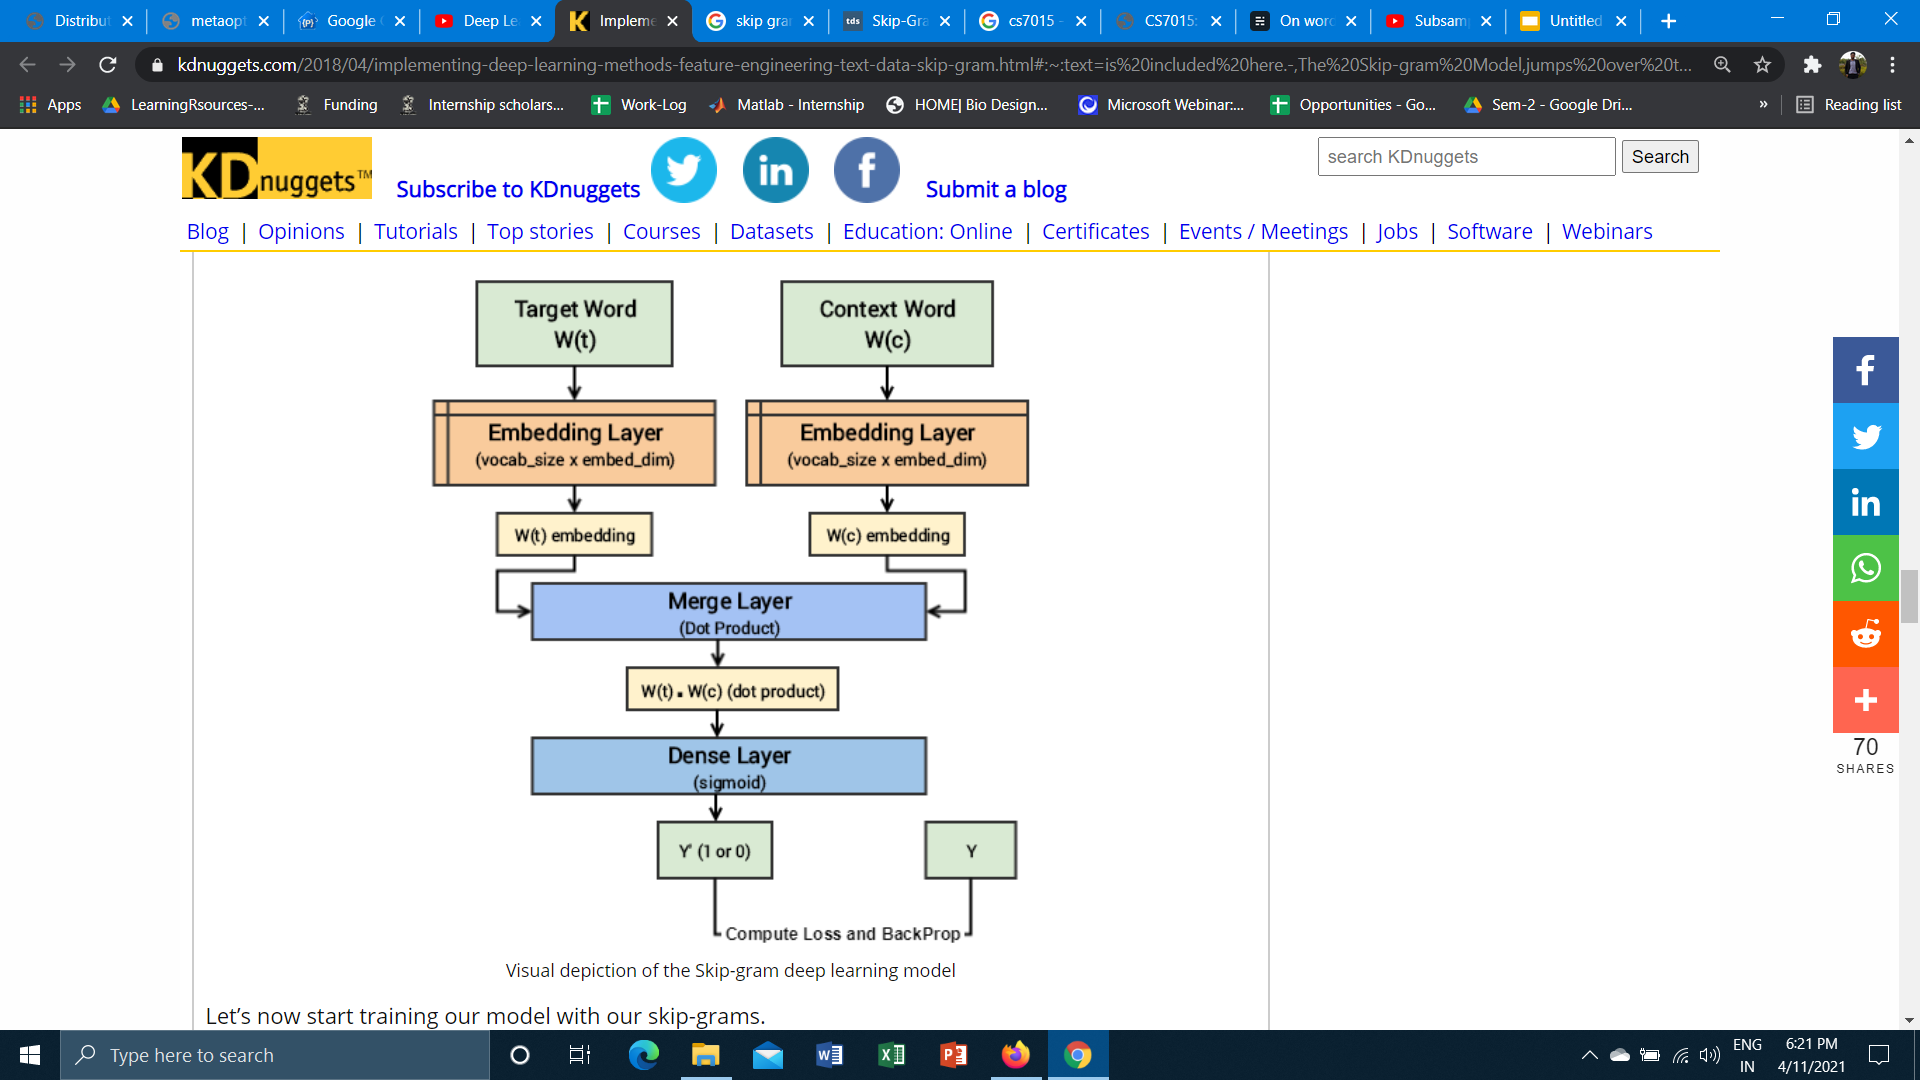 Distribut
metaopt
Google
Deep Le
Impleme
skip gra
Skip-Gra
cs7015 -
CS7015:
On word
Subsam
Untitled
kdnuggets.com/2018/04/implementing-deep-learning-methods-feature-engineering-text-data-skip-gram.html#:~:text=is%20included%20here.-,The%20Skip-gram%20Model,jumps%20over%20t...
Apps
LearningRsources-...
Funding
Internship scholars...
Work-Log
Matlab - Internship
HOME| Bio Design...
Microsoft Webinar:...
Opportunities - Go...
Sem-2 - Google Dri...
»
Reading list
KDnuggets™
Subscribe to KDnuggets
Submit a blog
search KDnuggets
Search
Blog | Opinions | Tutorials | Top stories | Courses | Datasets | Education: Online | Certificates | Events / Meetings | Jobs | Software | Webinars
Target Word
W(t)
Context Word
W(c)
Embedding Layer
(vocab_size x embed_dim)
Embedding Layer
(vocab_size x embed_dim)
W(t) embedding
W(c) embedding
Merge Layer
(Dot Product)
W(t) . W(c) (dot product)
Dense Layer
(sigmoid)
Y' (1 or 0)
Y
Compute Loss and BackProp
Visual depiction of the Skip-gram deep learning model
Let's now start training our model with our skip-grams.
70
SHARES
Type here to search
ENG
IN
6:21 PM
4/11/2021